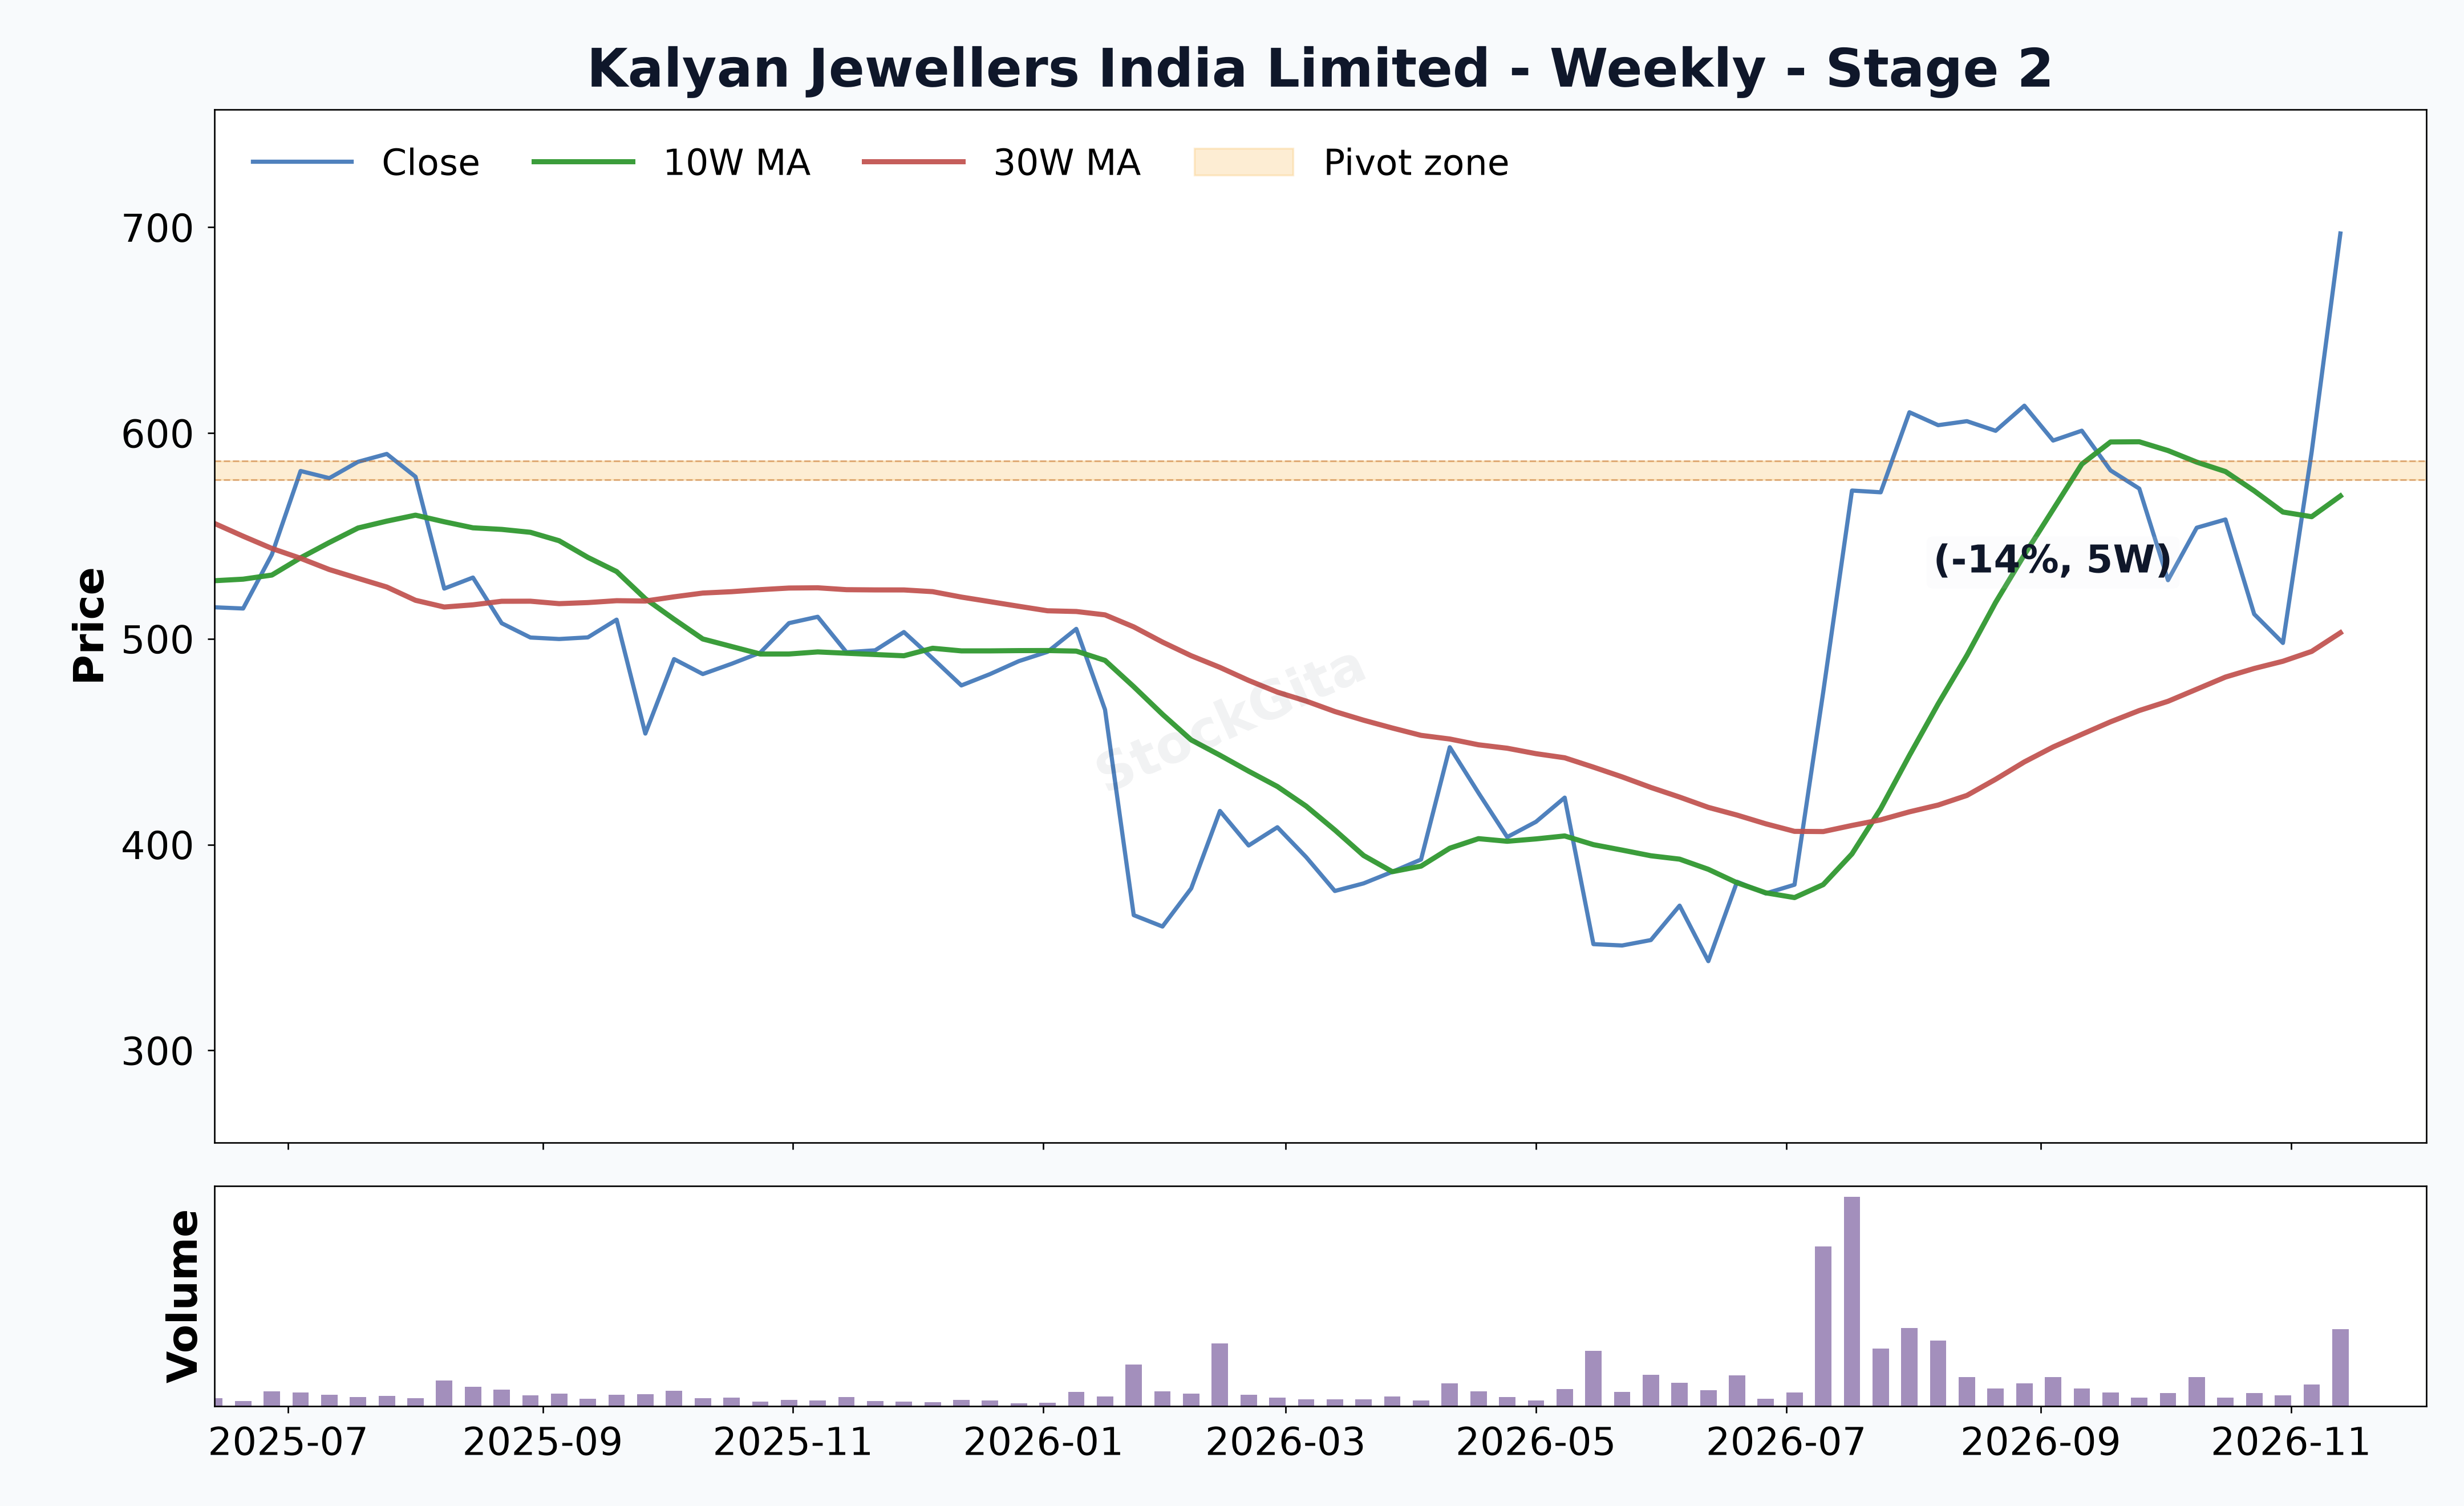 Kalyan Jewellers India Limited - Weekly - Stage 2
Close
10W MA
30W MA
Pivot zone
700
600
500
400
300
Price
(-14%, 5W)
StockGita
Volume
2025-07
2025-09
2025-11
2026-01
2026-03
2026-05
2026-07
2026-09
2026-11